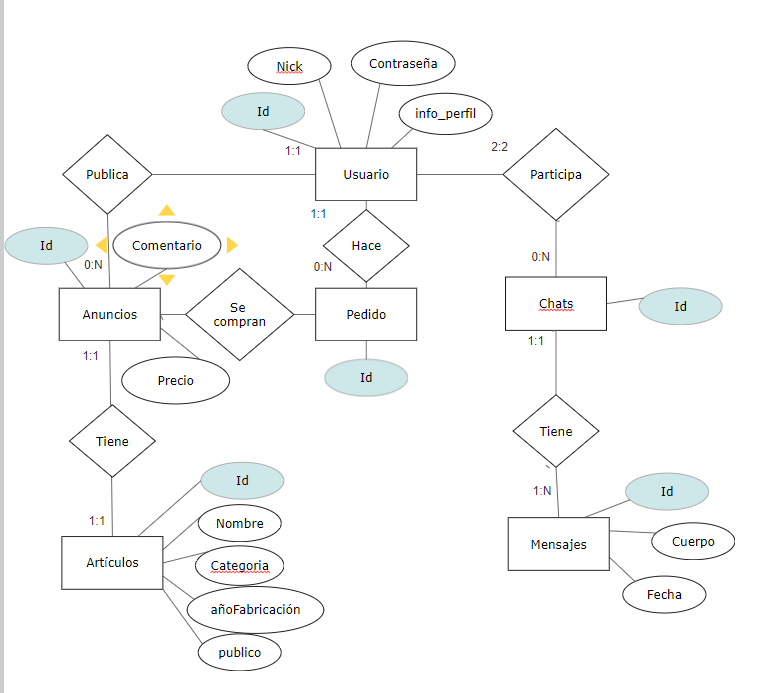 Nick
Contraseña
Id
info_perfil
1:1
2:2
Publica
Usuario
Participa
1:1
Id
Comentario
Hace
0:N
0:N
0:N
Anuncios
Se
compran
Pedido
Chats
Id
1:1
1:1
Precio
Id
Tiene
Tiene
Id
1:N
Id
1:1
Nombre
Artículos
Categoria
Mensajes
Cuerpo
añoFabricación
Fecha
publico